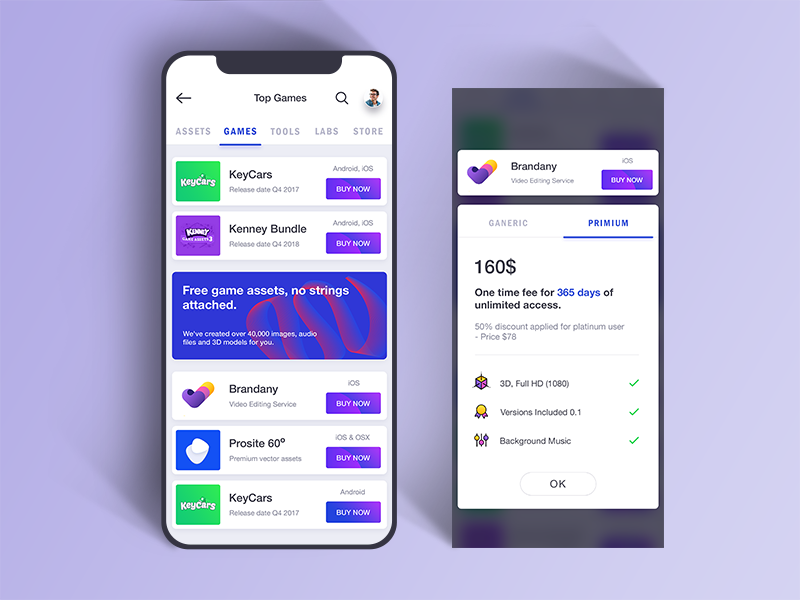 Top Games
ASSETS GAMES TOOLS LABS STORE
KeyCars
KeyCars
Release date Q4 2017
Android, iOS
BUY NOW
KENNEY
GAME ASSETS 3
Kenney Bundle
Release date Q4 2018
Android, iOS
BUY NOW
Free game assets, no strings
attached.
We've created over 40,000 images, audio
files and 3D models for you.
Brandany
Video Editing Service
iOS
BUY NOW
Prosite 60º
Premium vector assets
iOS & OSX
BUY NOW
KeyCars
KeyCars
Release date Q4 2017
Android
BUY NOW
Brandany
Video Editing Service
iOS
BUY NOW
GANERIC PRIMIUM
160$
One time fee for 365 days of
unlimited access.
50% discount applied for platinum user
- Price $78
3D, Full HD (1080)
Versions Included 0.1
Background Music
OK